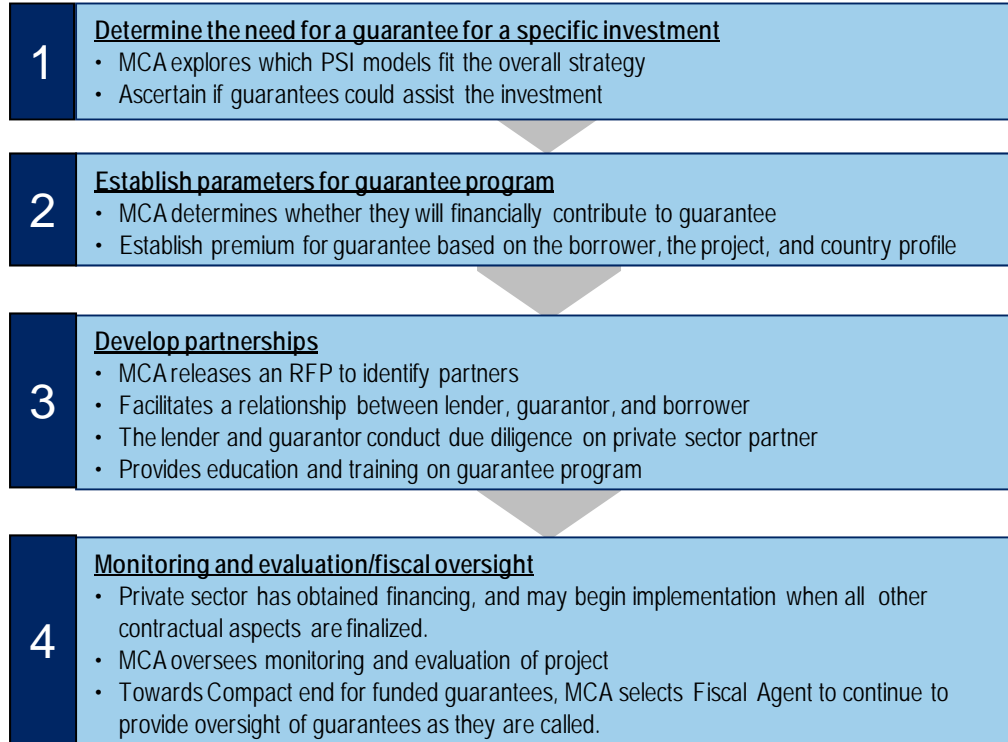 1
Determine the need for a guarantee for a specific investment
• MCA explores which PSI models fit the overall strategy
• Ascertain if guarantees could assist the investment
2
Establish parameters for guarantee program
• MCA determines whether they will financially contribute to guarantee
• Establish premium for guarantee based on the borrower, the project, and country profile
3
Develop partnerships
• MCA releases an RFP to identify partners
• Facilitates a relationship between lender, guarantor, and borrower
• The lender and guarantor conduct due diligence on private sector partner
• Provides education and training on guarantee program
4
Monitoring and evaluation/fiscal oversight
• Private sector has obtained financing, and may begin implementation when all other
contractual aspects are finalized.
• MCA oversees monitoring and evaluation of project
• Towards Compact end for funded guarantees, MCA selects Fiscal Agent to continue to
provide oversight of guarantees as they are called.